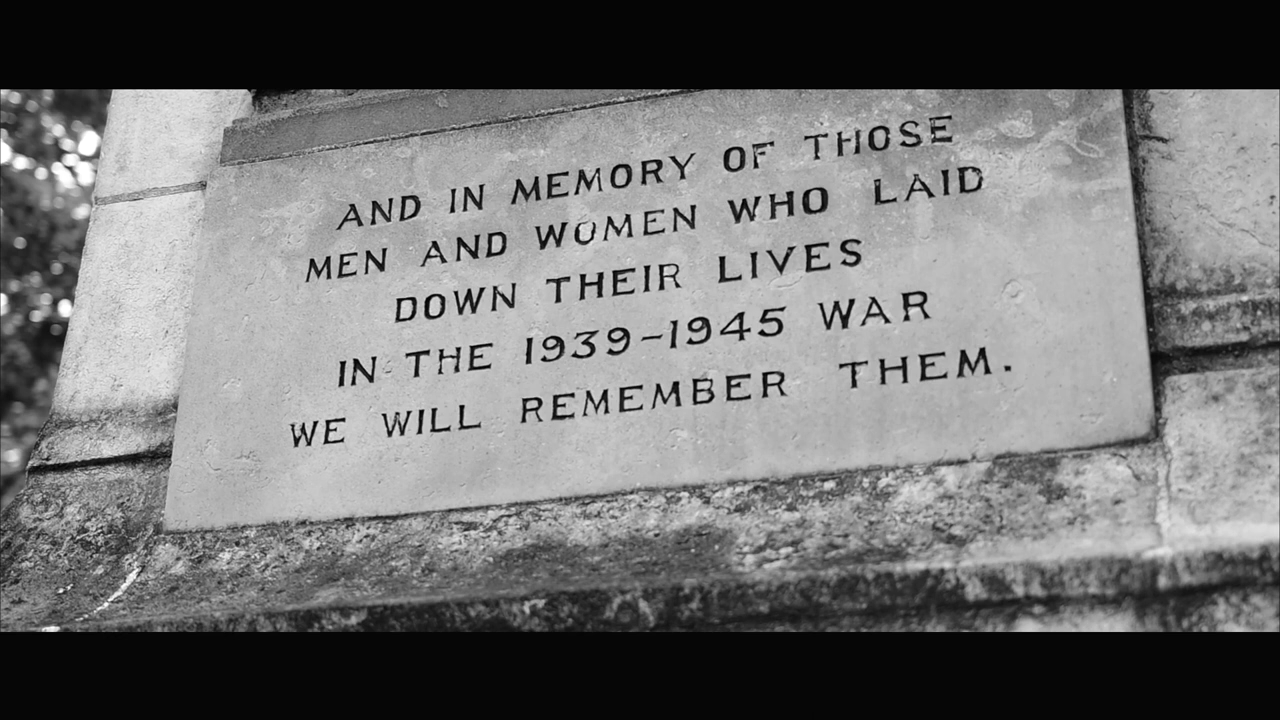 AND IN MEMORY OF THOSE
MEN AND WOMEN WHO LAID
DOWN THEIR LIVES
IN THE 1939-1945 WAR
WE WILL REMEMBER THEM.